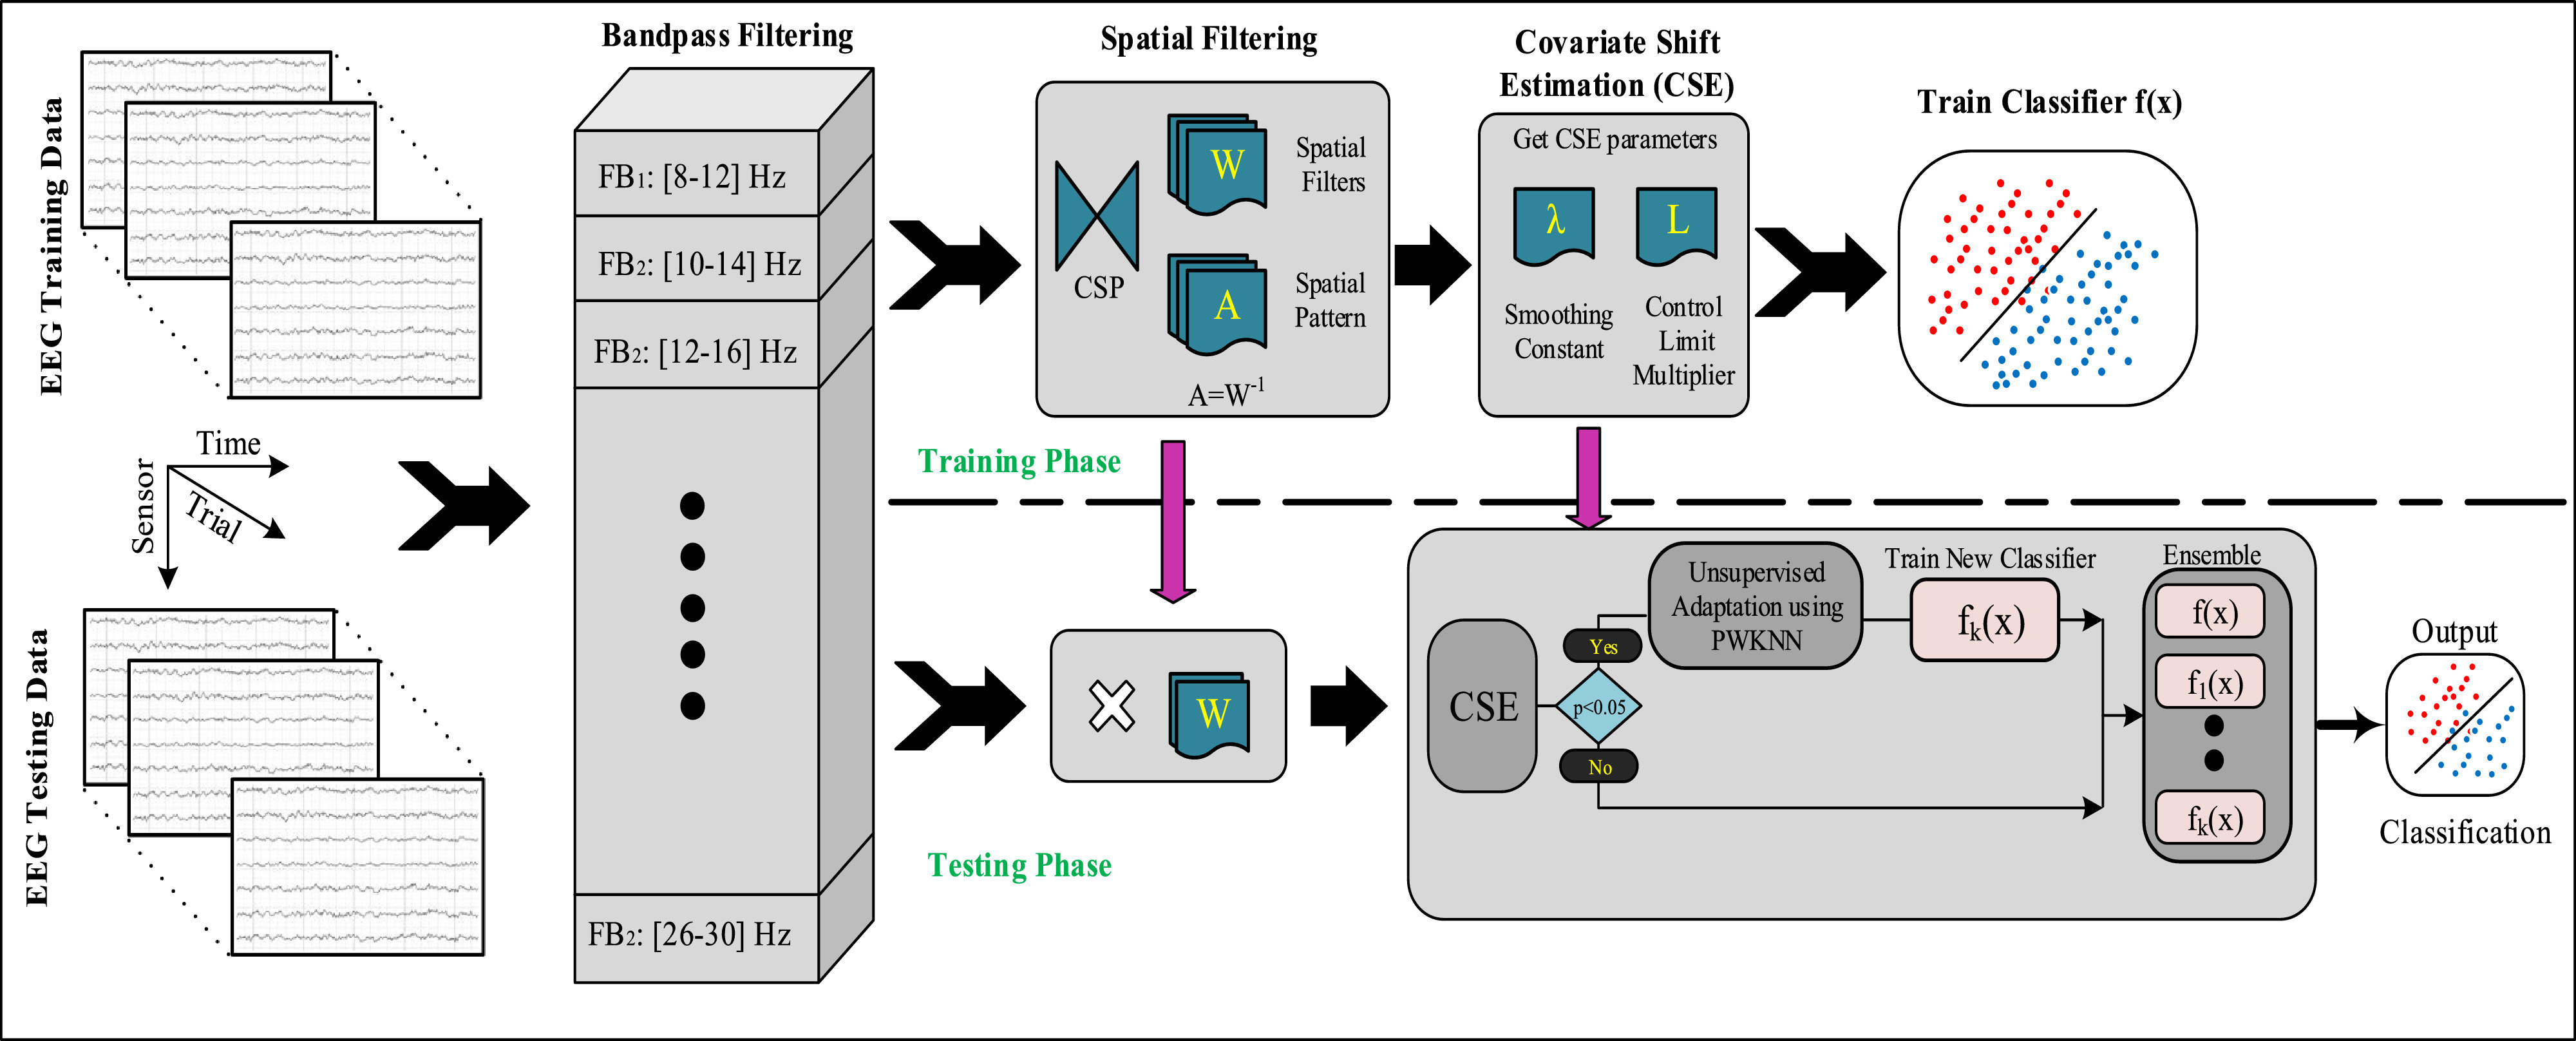 EEG Training Data
Time
Sensor
Trial
EEG Testing Data
Bandpass Filtering
FB1: [8-12] Hz
FB2: [10-14] Hz
FB2: [12-16] Hz
FB2: [26-30] Hz
Spatial Filtering
CSP
W
Spatial
Filters
A
Spatial
Pattern
A=W-1
Covariate Shift
Estimation (CSE)
Get CSE parameters
λ
L
Smoothing
Constant
Control
Limit
Multiplier
Train Classifier f(x)
Training Phase
Testing Phase
W
CSE
p<0.05
Yes
No
Unsupervised
Adaptation using
PWKNN
Train New Classifier
fk(x)
Ensemble
f(x)
f1(x)
fk(x)
Output
Classification